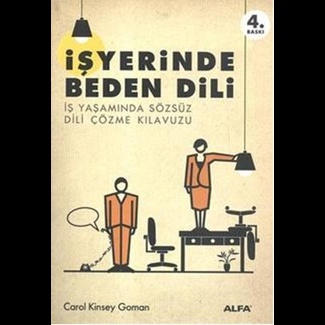 4.
BASKI
İŞYERİNDE
BEDEN DİLİ
İŞ YAŞAMINDA SÖZSÜZ
DİLİ ÇÖZME KILAVUZU
Carol Kinsey Goman
ALFA